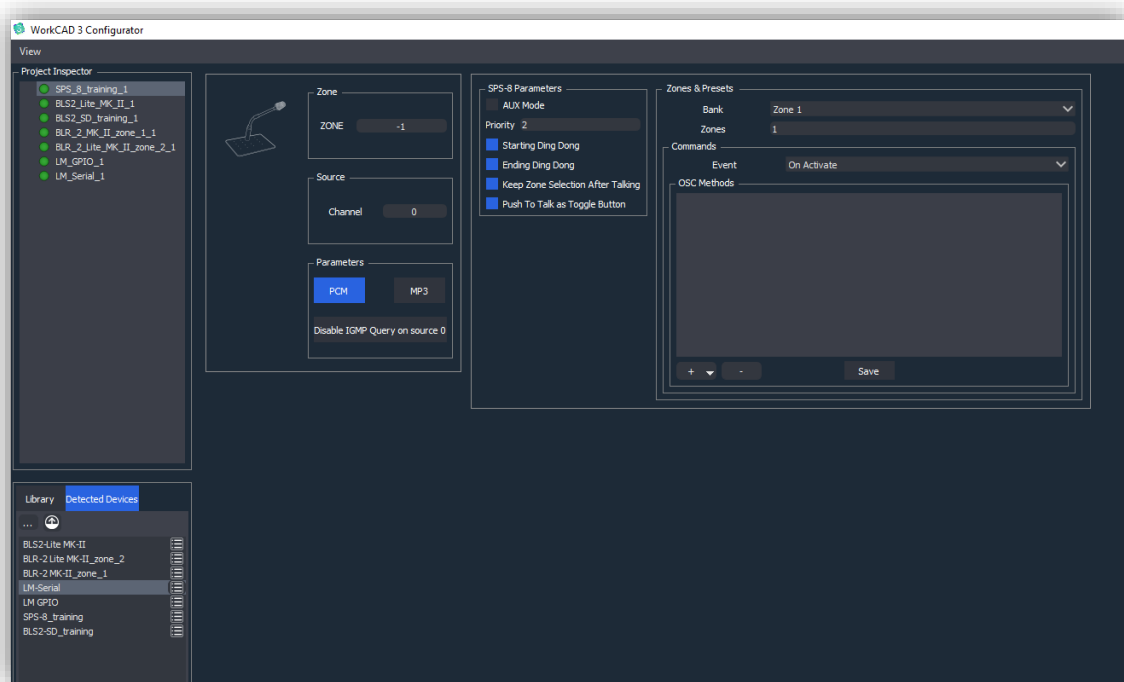 WorkCAD 3 Configurator
View
Project Inspector
SPS_8_training_1
BLS2_Lite_MK_II_1
BLS2_SD_training_1
BLR_2_MK_II_zone_1_1
BLR_2_Lite_MK_II_zone_2_1
LM_GPIO_1
LM_Serial_1
Zone
ZONE -1
Source
Channel 0
Parameters
PCM MP3
Disable IGMP Query on source 0
SPS-8 Parameters
AUX Mode
Priority 2
Starting Ding Dong
Ending Ding Dong
Keep Zone Selection After Talking
Push To Talk as Toggle Button
Zones & Presets
Bank Zone 1
Zones 1
Commands
Event On Activate
OSC Methods
+ - Save
Library Detected Devices
...
BLS2-Lite MK-II
BLR-2 Lite MK-II_zone_2
BLR-2 MK-II_zone_1
LM-Serial
LM GPIO
SPS-8_training
BLS2-SD_training